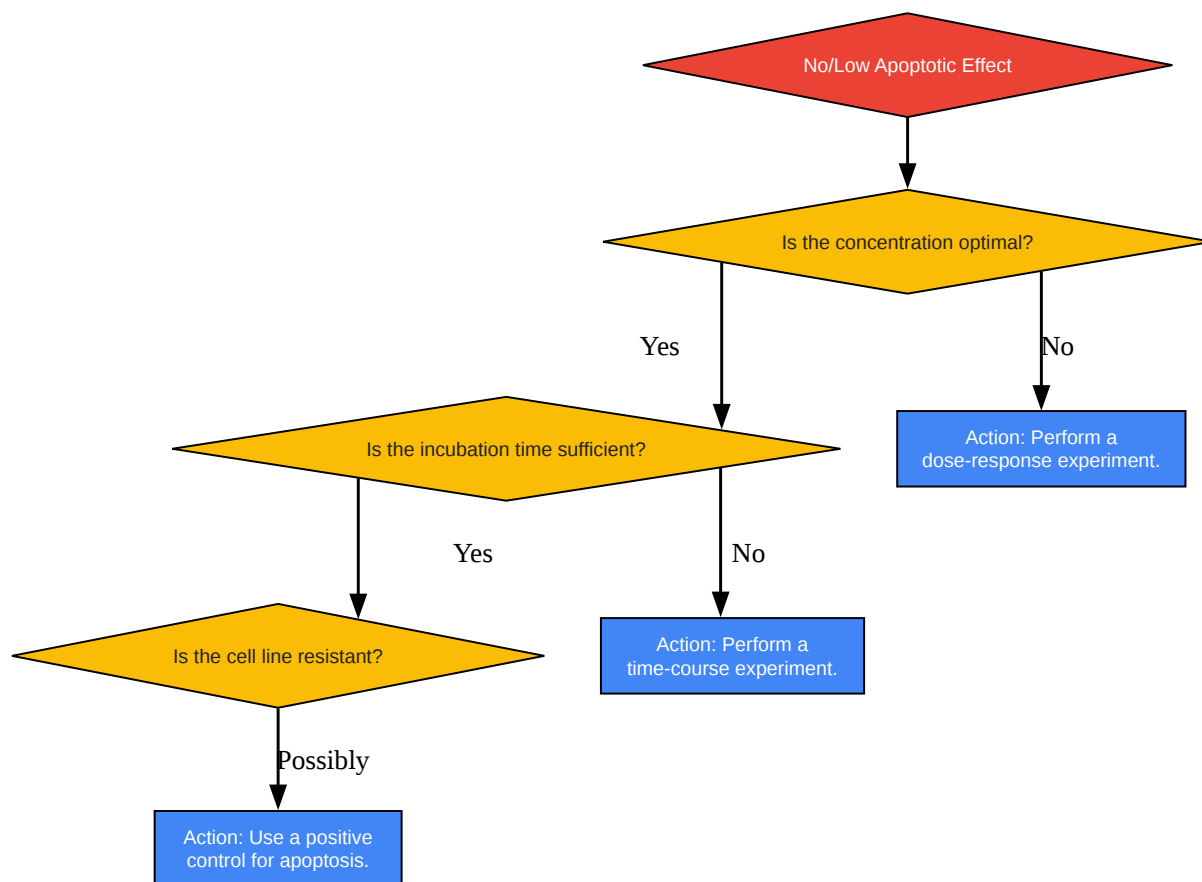 No/Low Apoptotic Effect
Is the concentration optimal?
Yes
No
Is the incubation time sufficient?
Action: Perform a
dose-response experiment.
Yes
No
Is the cell line resistant?
Action: Perform a
time-course experiment.
Possibly
Action: Use a positive
control for apoptosis.